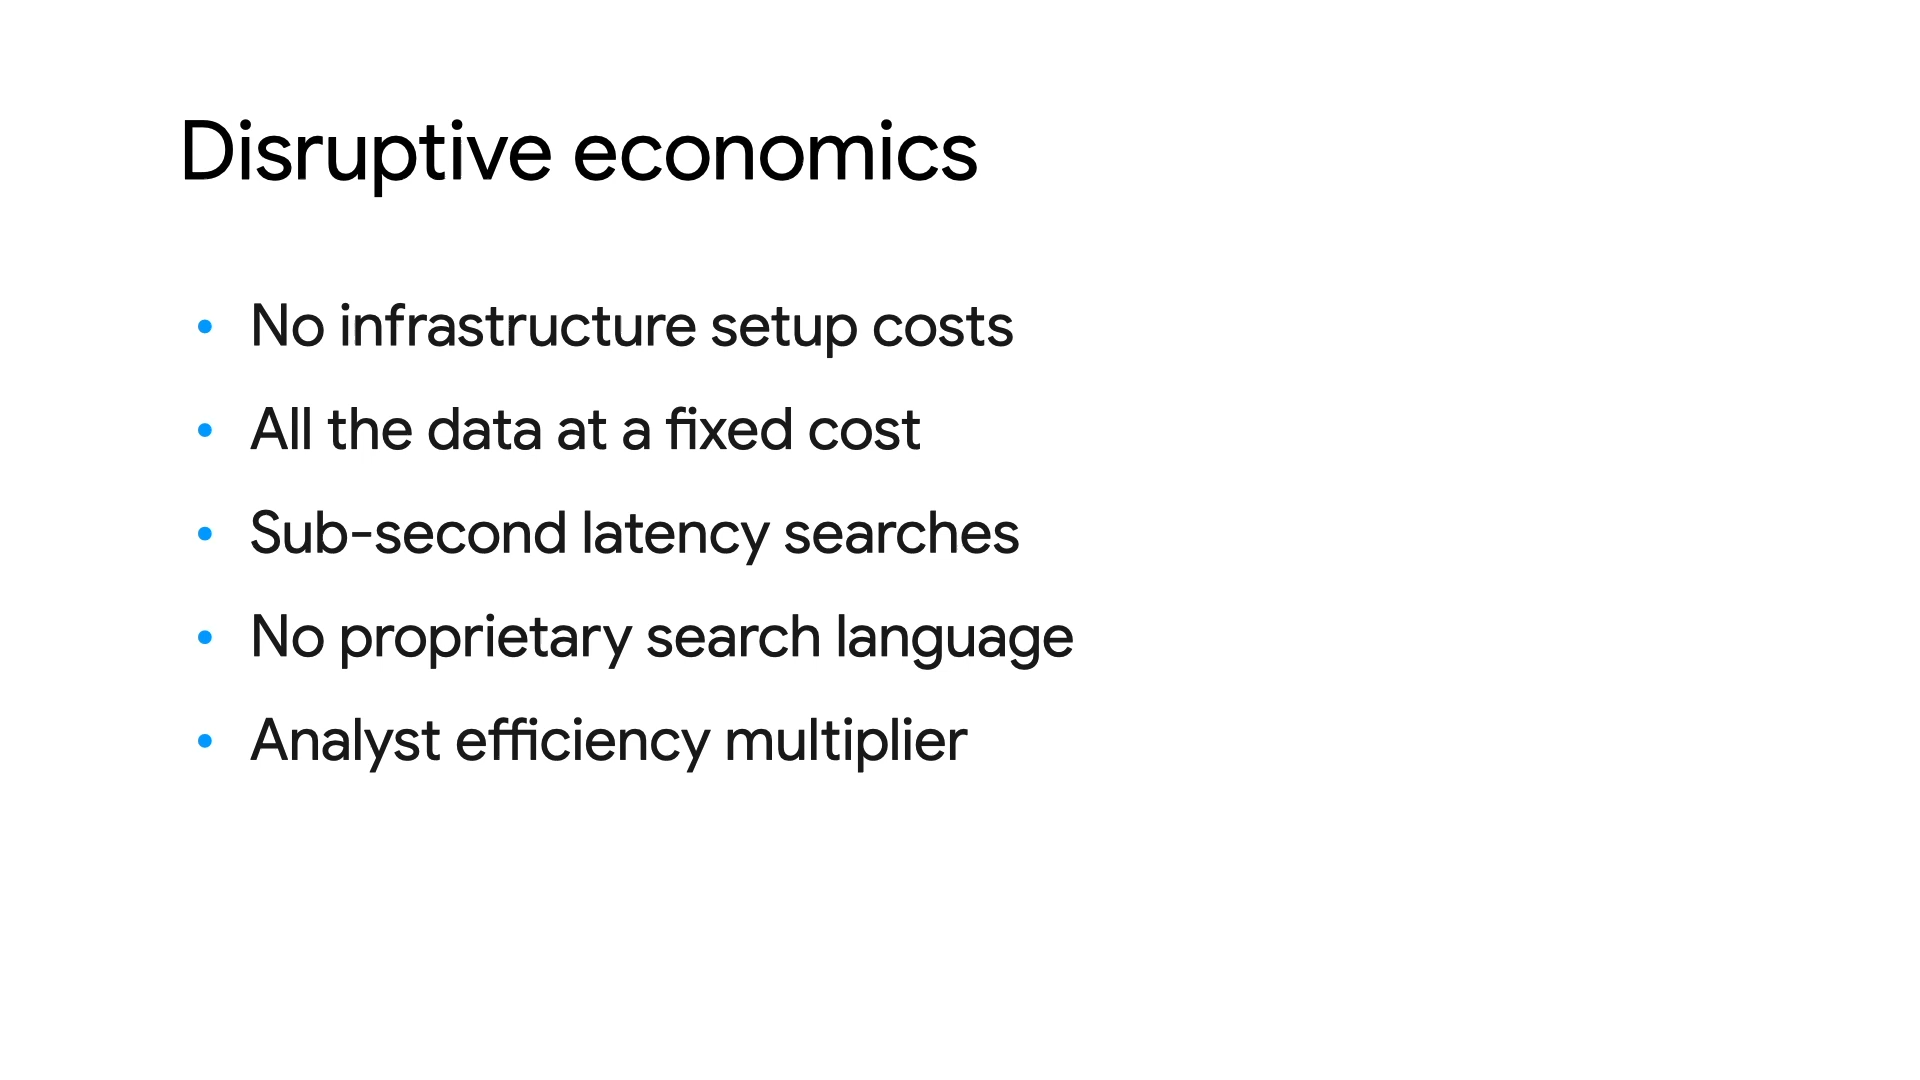 Disruptive economics
• No infrastructure setup costs
• All the data at a fixed cost
• Sub-second latency searches
• No proprietary search language
• Analyst efficiency multiplier